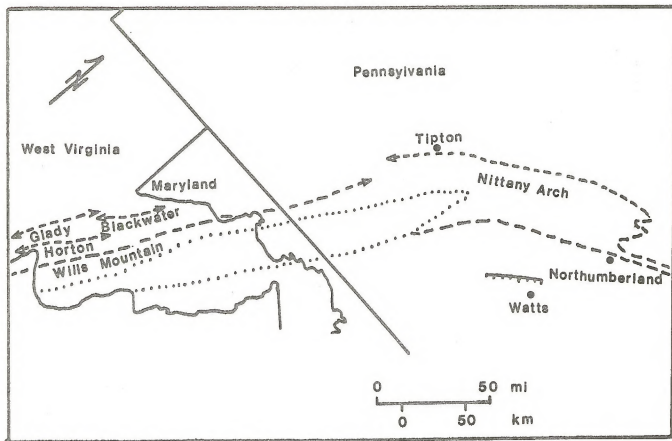 N
Pennsylvania
Tipton
West Virginia
Maryland
Nittany Arch
Blackwater
Glady
Horton
Wills Mountain
Northumberland
Watts
0 50 mi
0 50 km